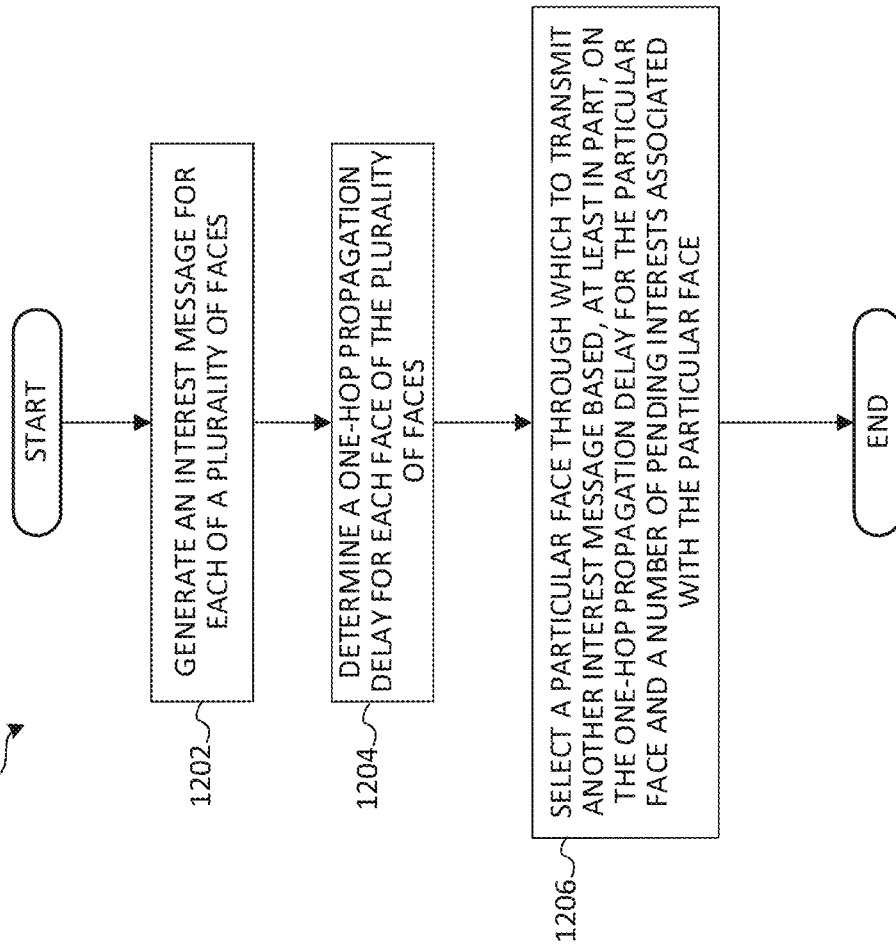 START
GENERATE AN INTEREST MESSAGE FOR
EACH OF A PLURALITY OF FACES
1202
DETERMINE A ONE-HOP PROPAGATION
DELAY FOR EACH FACE OF THE PLURALITY
OF FACES
1204
SELECT A PARTICULAR FACE THROUGH WHICH TO TRANSMIT
ANOTHER INTEREST MESSAGE BASED, AT LEAST IN PART, ON
THE ONE-HOP PROPAGATION DELAY FOR THE PARTICULAR
FACE AND A NUMBER OF PENDING INTERESTS ASSOCIATED
WITH THE PARTICULAR FACE
1206
END